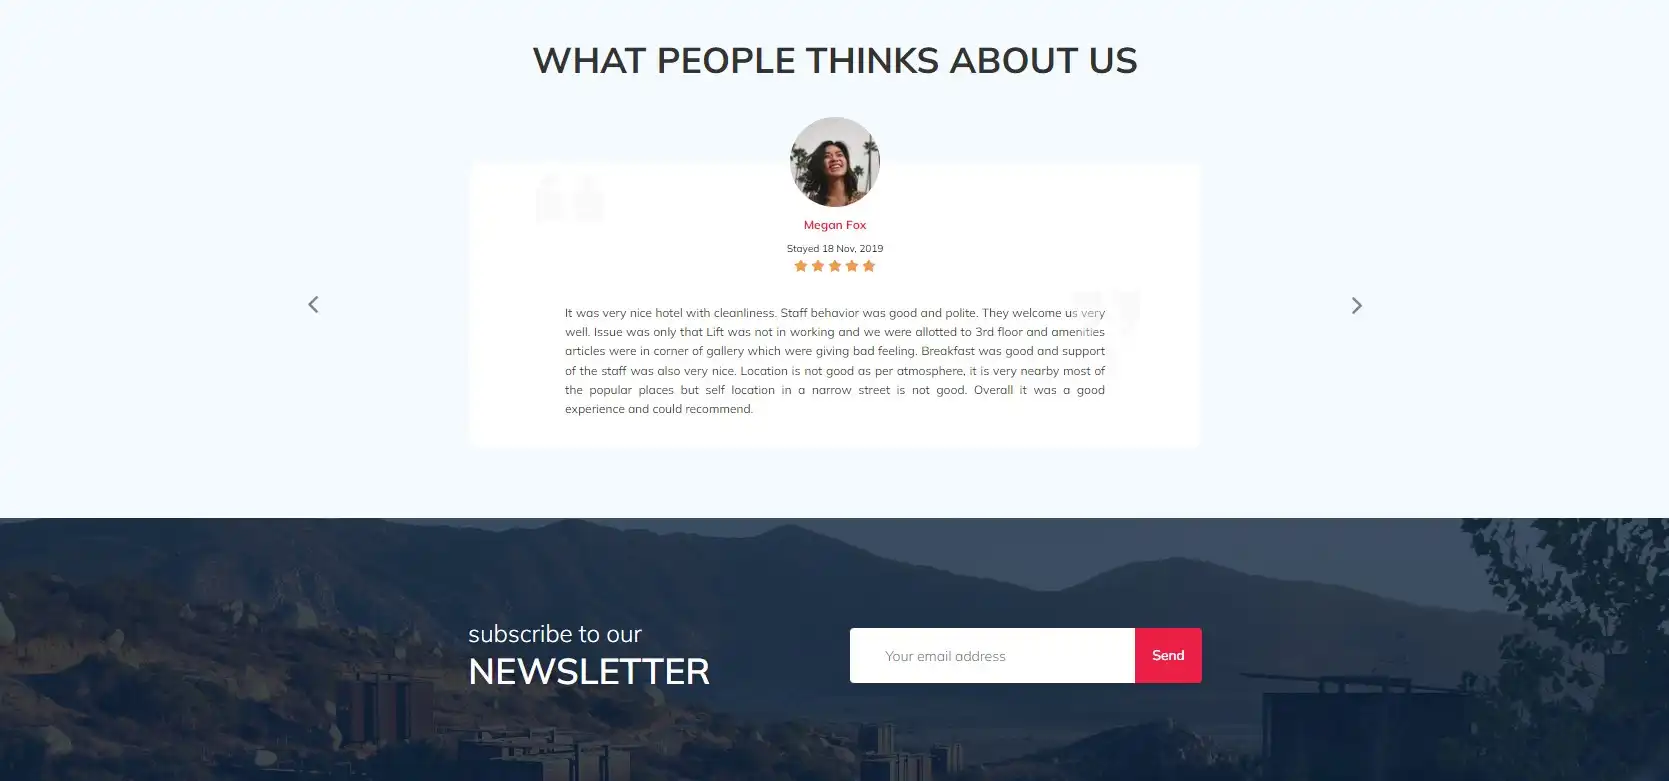 WHAT PEOPLE THINKS ABOUT US
Megan Fox
Stayed 18 Nov, 2019
It was very nice hotel with cleanliness. Staff behavior was good and polite. They welcome us very
well. Issue was only that Lift was not in working and we were allotted to 3rd floor and amenities
articles were in corner of gallery which were giving bad feeling. Breakfast was good and support
of the staff was also very nice. Location is not good as per atmosphere, it is very nearby most of
the popular places but self location in a narrow street is not good. Overall it was a good
experience and could recommend.
subscribe to our
NEWSLETTER
Your email address
Send